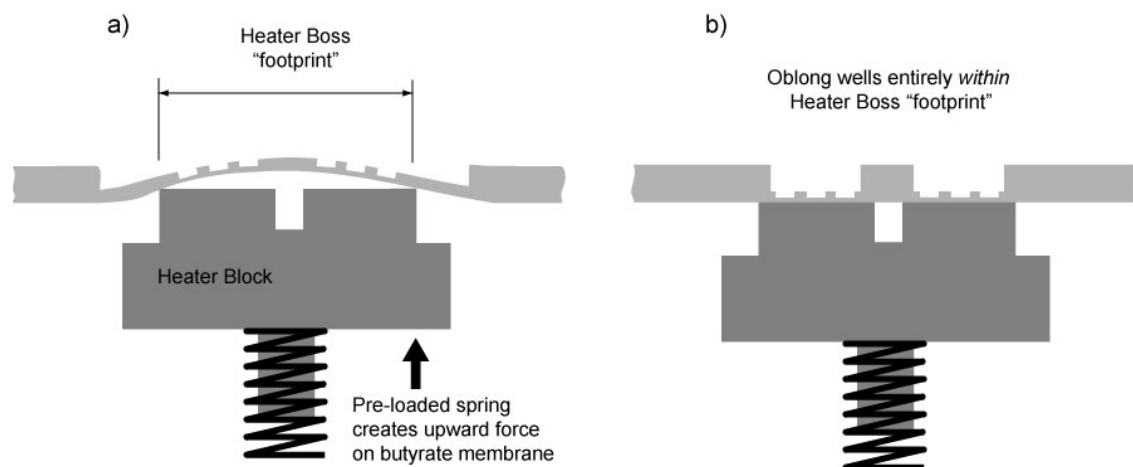 a)
Heater Boss
“footprint”
Heater Block
Pre-loaded spring
creates upward force
on butyrate membrane
b)
Oblong wells entirely within
Heater Boss “footprint”